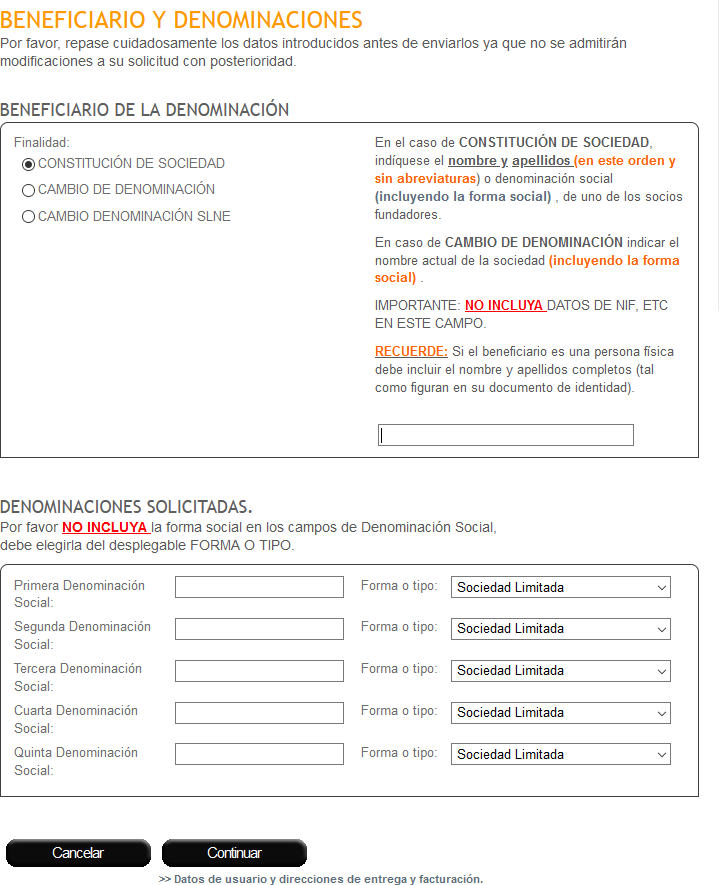 BENEFICIARIO Y DENOMINACIONES
Por favor, repase cuidadosamente los datos introducidos antes de enviarlos ya que no se admitirán
modificaciones a su solicitud con posterioridad.
BENEFICIARIO DE LA DENOMINACIÓN
Finalidad:
CONSTITUCIÓN DE SOCIEDAD
CAMBIO DE DENOMINACIÓN
CAMBIO DENOMINACIÓN SLNE
En el caso de CONSTITUCIÓN DE SOCIEDAD,
indíquese el nombre y apellidos (en este orden y
sin abreviaturas) o denominación social
(incluyendo la forma social) , de uno de los socios
fundadores.
En caso de CAMBIO DE DENOMINACIÓN indicar el
nombre actual de la sociedad (incluyendo la forma
social) .
IMPORTANTE: NO INCLUYA DATOS DE NIF, ETC
EN ESTE CAMPO.
RECUERDE: Si el beneficiario es una persona física
debe incluir el nombre y apellidos completos (tal
como figuran en su documento de identidad).
DENOMINACIONES SOLICITADAS.
Por favor NO INCLUYA la forma social en los campos de Denominación Social,
debe elegirla del desplegable FORMA O TIPO.
Primera Denominación Social: Forma o tipo: Sociedad Limitada
Segunda Denominación Social: Forma o tipo: Sociedad Limitada
Tercera Denominación Social: Forma o tipo: Sociedad Limitada
Cuarta Denominación Social: Forma o tipo: Sociedad Limitada
Quinta Denominación Social: Forma o tipo: Sociedad Limitada
Cancelar Continuar
>> Datos de usuario y direcciones de entrega y facturación.